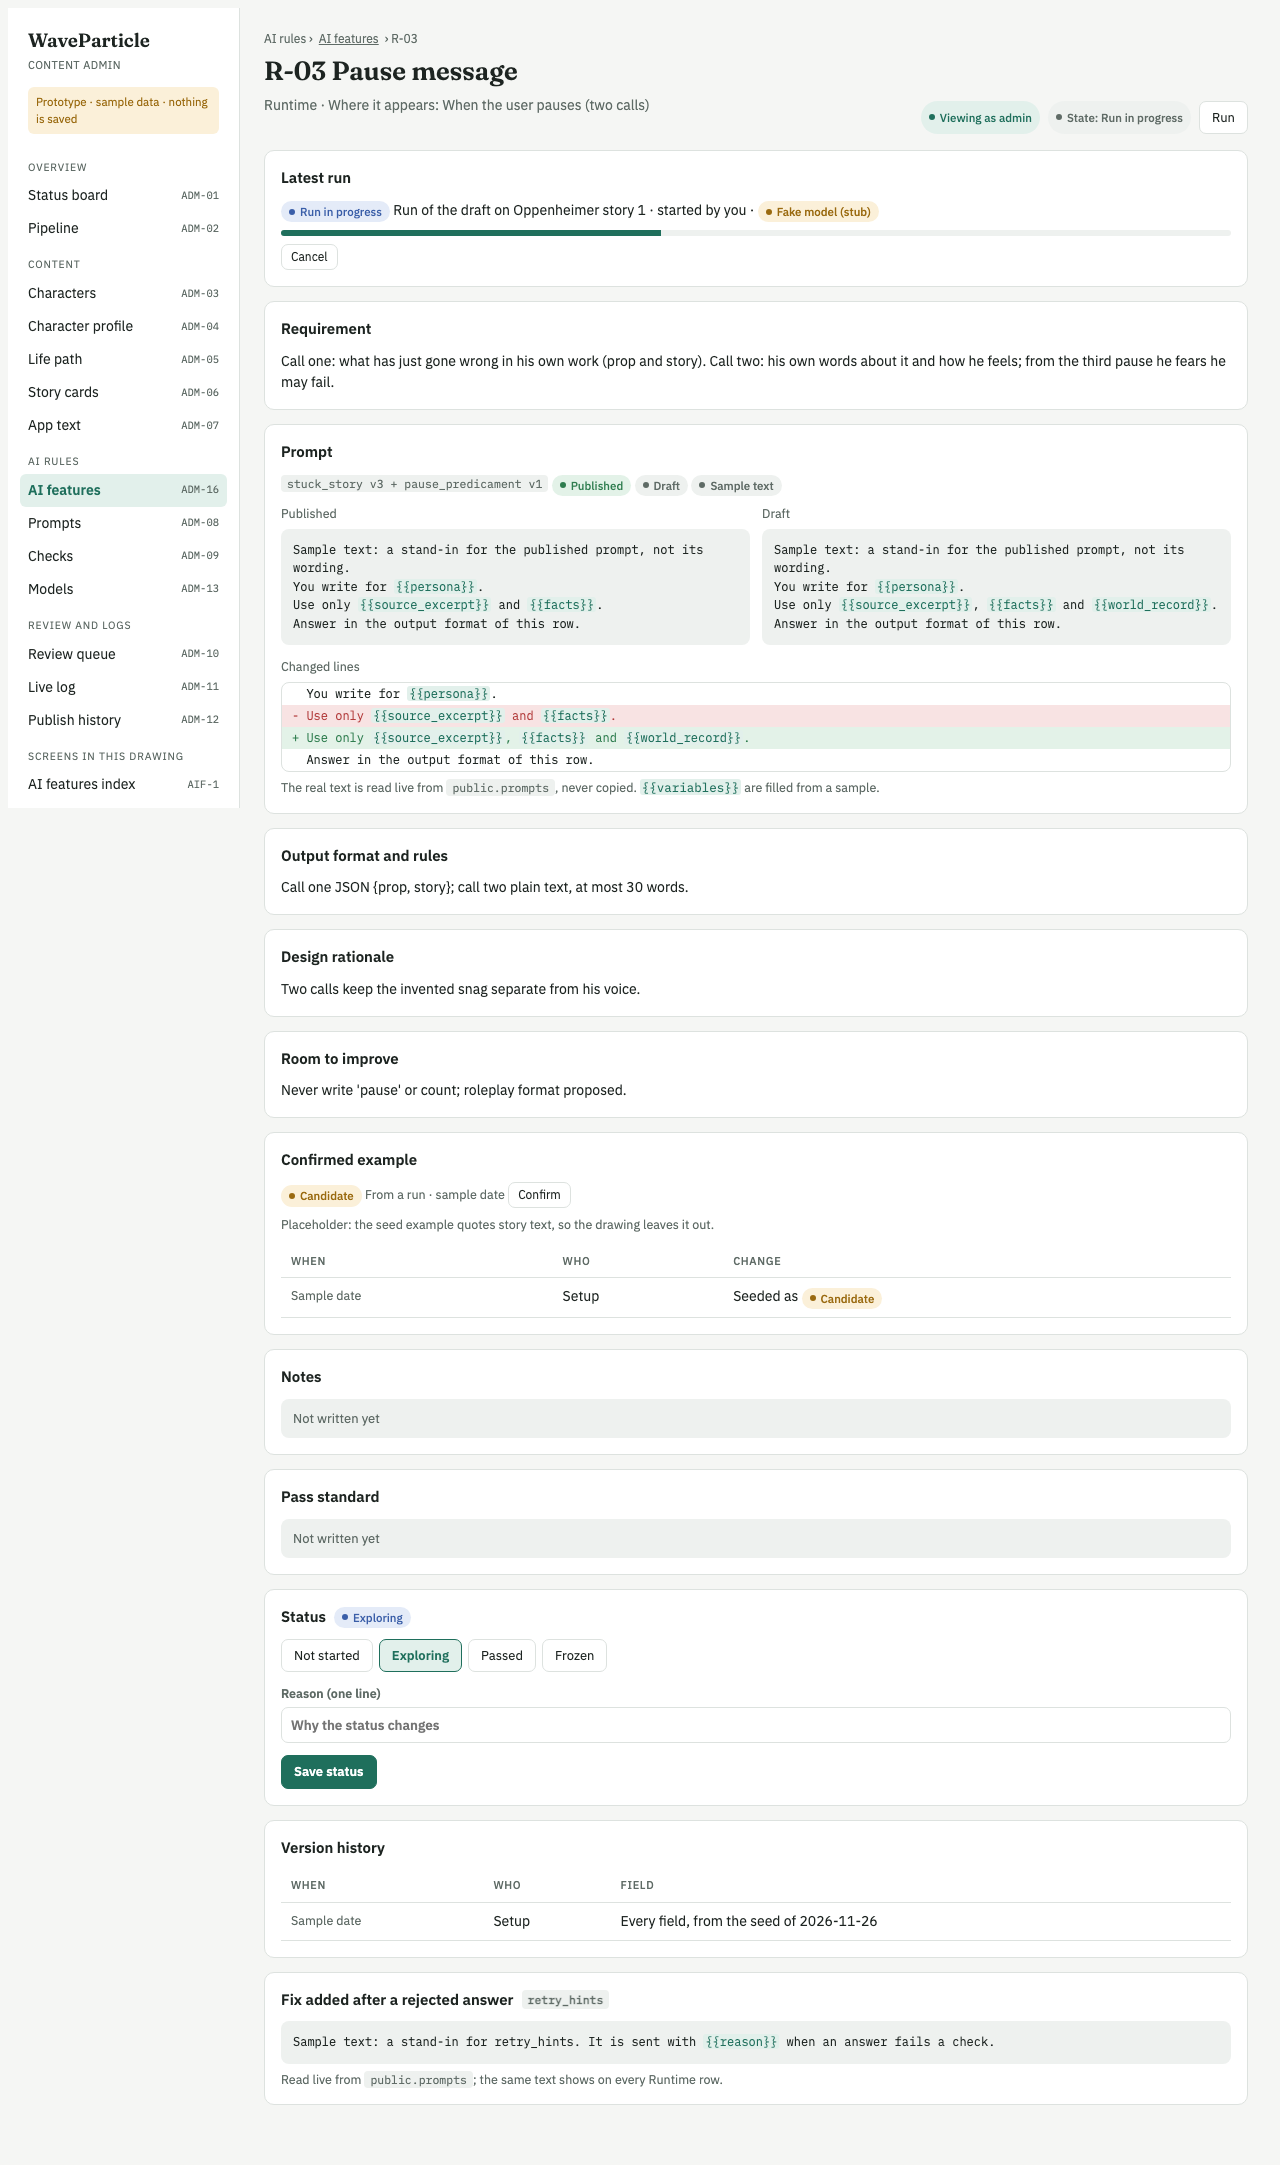 WaveParticle
CONTENT ADMIN
Prototype · sample data · nothing
is saved
OVERVIEW
Status board ADM-01
Pipeline ADM-02
CONTENT
Characters ADM-03
Character profile ADM-04
Life path ADM-05
Story cards ADM-06
App text ADM-07
AI RULES
AI features ADM-16
Prompts ADM-08
Checks ADM-09
Models ADM-13
REVIEW AND LOGS
Review queue ADM-10
Live log ADM-11
Publish history ADM-12
SCREENS IN THIS DRAWING
AI features index AIF-1
AI rules › AI features › R-03
R-03 Pause message
Runtime · Where it appears: When the user pauses (two calls)
Viewing as admin State: Run in progress Run
Latest run
Run in progress Run of the draft on Oppenheimer story 1 · started by you · Fake model (stub)
Cancel
Requirement
Call one: what has just gone wrong in his own work (prop and story). Call two: his own words about it and how he feels; from the third pause he fears he
may fail.
Prompt
stuck_story v3 + pause_predicament v1 Published Draft Sample text
Published
Sample text: a stand-in for the published prompt, not its
wording.
You write for {{persona}}.
Use only {{source_excerpt}} and {{facts}}.
Answer in the output format of this row.
Draft
Sample text: a stand-in for the published prompt, not its
wording.
You write for {{persona}}.
Use only {{source_excerpt}}, {{facts}} and {{world_record}}.
Answer in the output format of this row.
Changed lines
You write for {{persona}}.
- Use only {{source_excerpt}} and {{facts}}.
+ Use only {{source_excerpt}}, {{facts}} and {{world_record}}.
Answer in the output format of this row.
The real text is read live from public.prompts, never copied. {{variables}} are filled from a sample.
Output format and rules
Call one JSON {prop, story}; call two plain text, at most 30 words.
Design rationale
Two calls keep the invented snag separate from his voice.
Room to improve
Never write 'pause' or count; roleplay format proposed.
Confirmed example
Candidate From a run · sample date Confirm
Placeholder: the seed example quotes story text, so the drawing leaves it out.
WHEN WHO CHANGE
Sample date Setup Seeded as Candidate
Notes
Not written yet
Pass standard
Not written yet
Status Exploring
Not started Exploring Passed Frozen
Reason (one line)
Why the status changes
Save status
Version history
WHEN WHO FIELD
Sample date Setup Every field, from the seed of 2026-11-26
Fix added after a rejected answer retry_hints
Sample text: a stand-in for retry_hints. It is sent with {{reason}} when an answer fails a check.
Read live from public.prompts; the same text shows on every Runtime row.